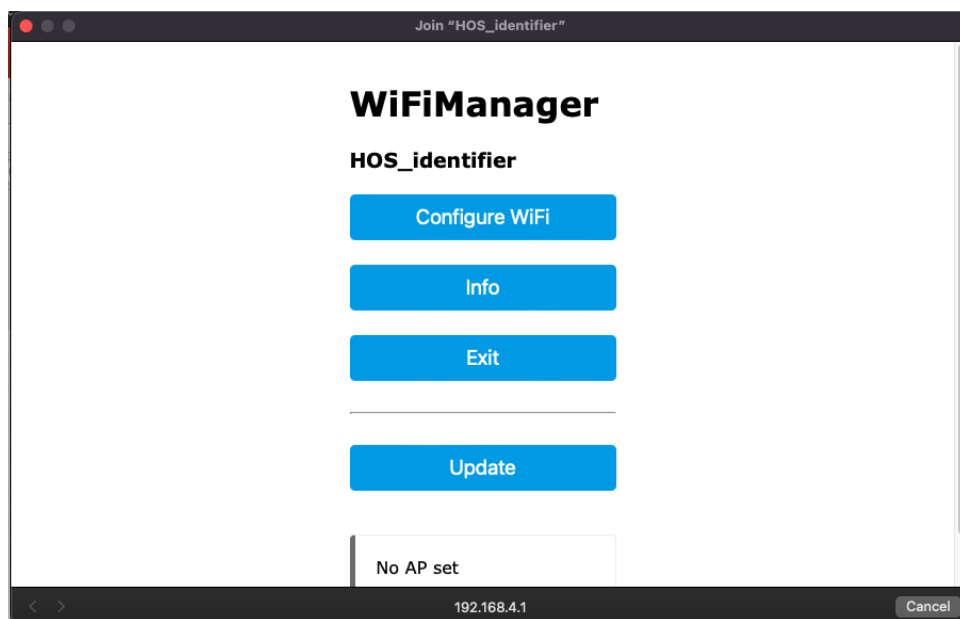 Join “HOS_identifier”
WiFiManager
HOS_identifier
Configure WiFi
Info
Exit
Update
No AP set
192.168.4.1
Cancel